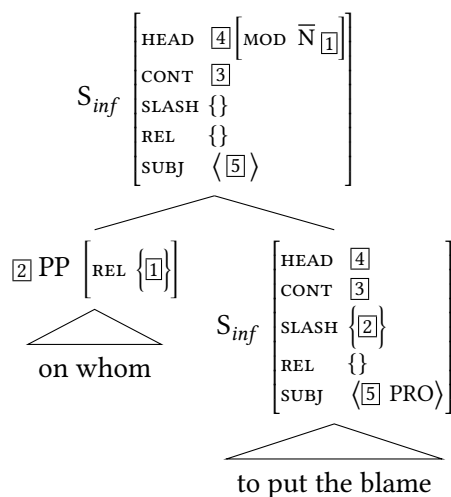 HEAD 4 [MOD N̅ 1]
CONT 3
S_inf SLASH {}
REL {}
SUBJ ⟨ 5 ⟩
2 PP [REL {1}]
on whom
HEAD 4
CONT 3
S_inf SLASH {2}
REL {}
SUBJ ⟨5 PRO⟩
to put the blame